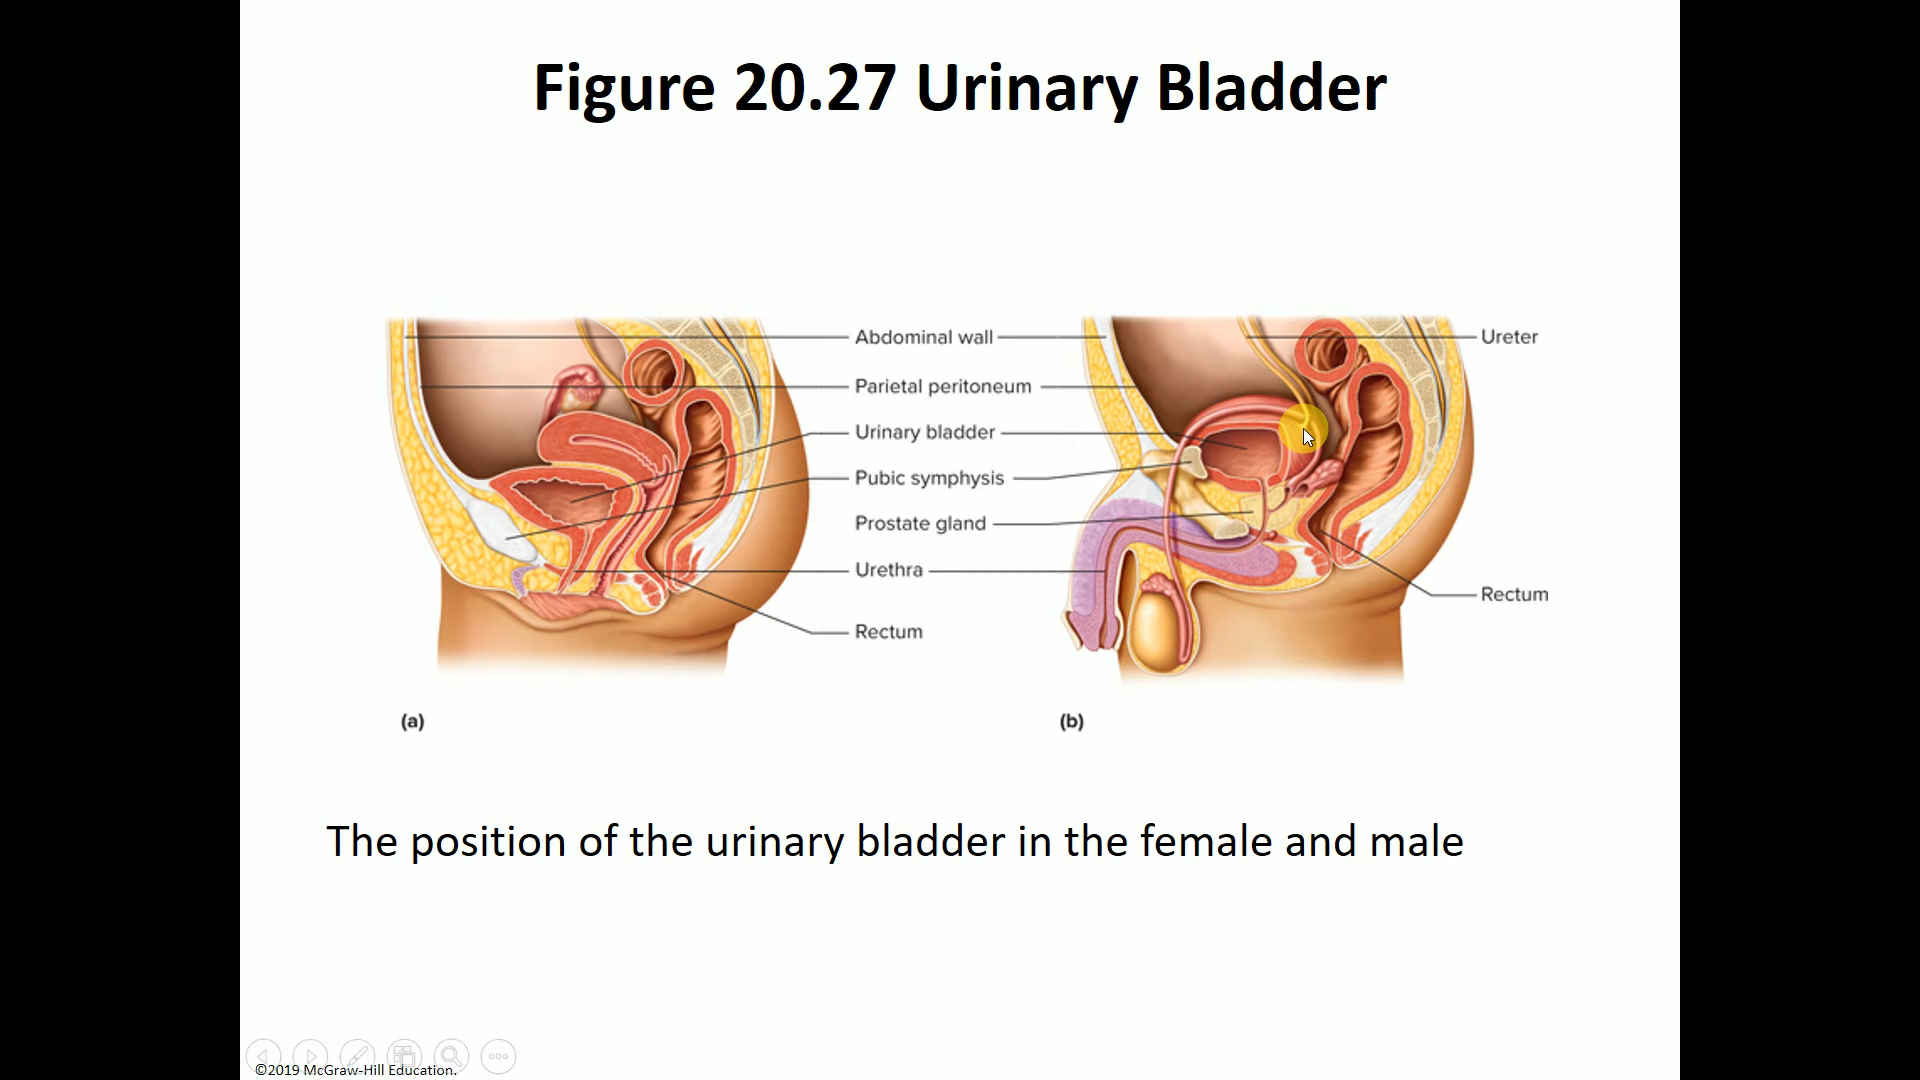 Figure 20.27 Urinary Bladder
Abdominal wall
Ureter
Parietal peritoneum
Urinary bladder
Pubic symphysis
Prostate gland
Urethra
Rectum
Rectum
(a)
(b)
The position of the urinary bladder in the female and male
©2019 McGraw-Hill Education.